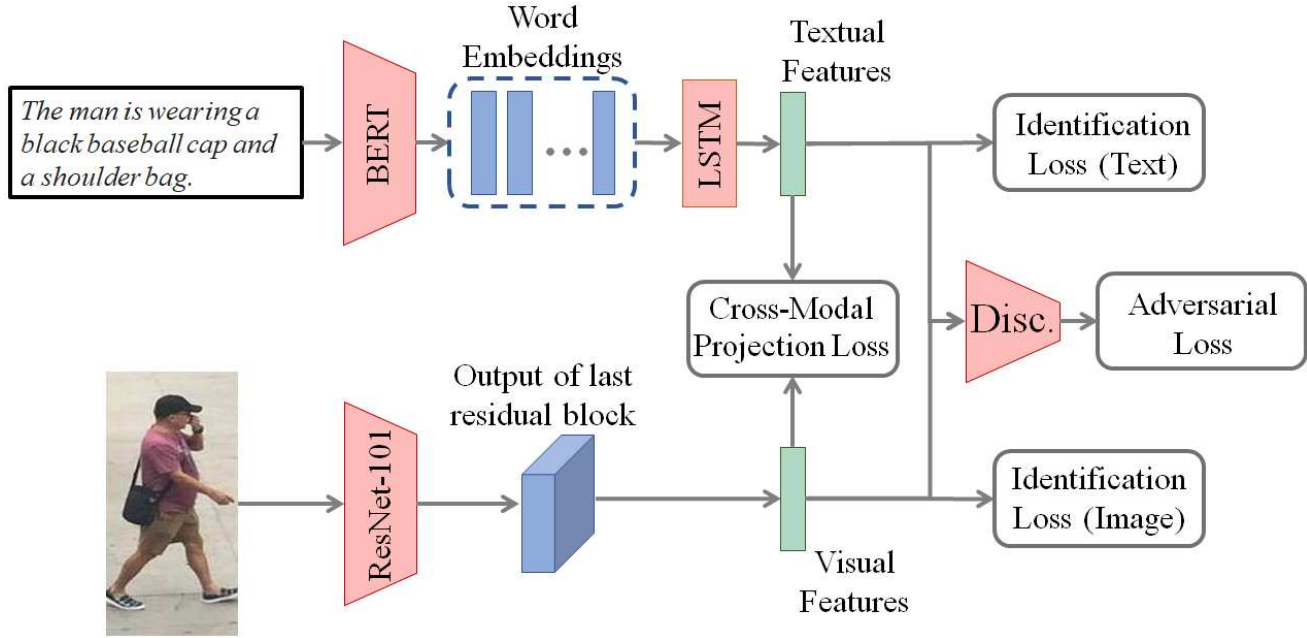 The man is wearing a
black baseball cap and
a shoulder bag.
BERT
Word
Embeddings
LSTM
Textual
Features
Identification
Loss (Text)
Cross-Modal
Projection Loss
Disc.
Adversarial
Loss
ResNet-101
Output of last
residual block
Visual
Features
Identification
Loss (Image)